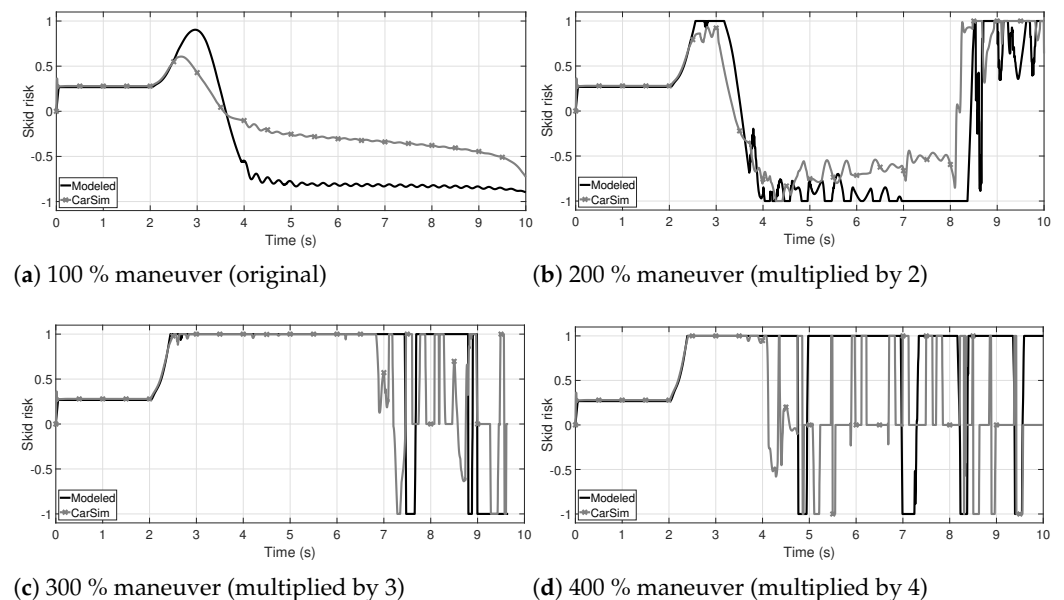 1
0.5
0
-0.5
-1
Skid risk
Modeled
CarSim
0 1 2 3 4 5 6 7 8 9 10
Time (s)
(a) 100 % maneuver (original)
1
0.5
0
-0.5
-1
Skid risk
Modeled
CarSim
0 1 2 3 4 5 6 7 8 9 10
Time (s)
(b) 200 % maneuver (multiplied by 2)
1
0.5
0
-0.5
-1
Skid risk
Modeled
CarSim
0 1 2 3 4 5 6 7 8 9 10
Time (s)
(c) 300 % maneuver (multiplied by 3)
1
0.5
0
-0.5
-1
Skid risk
Modeled
CarSim
0 1 2 3 4 5 6 7 8 9 10
Time (s)
(d) 400 % maneuver (multiplied by 4)